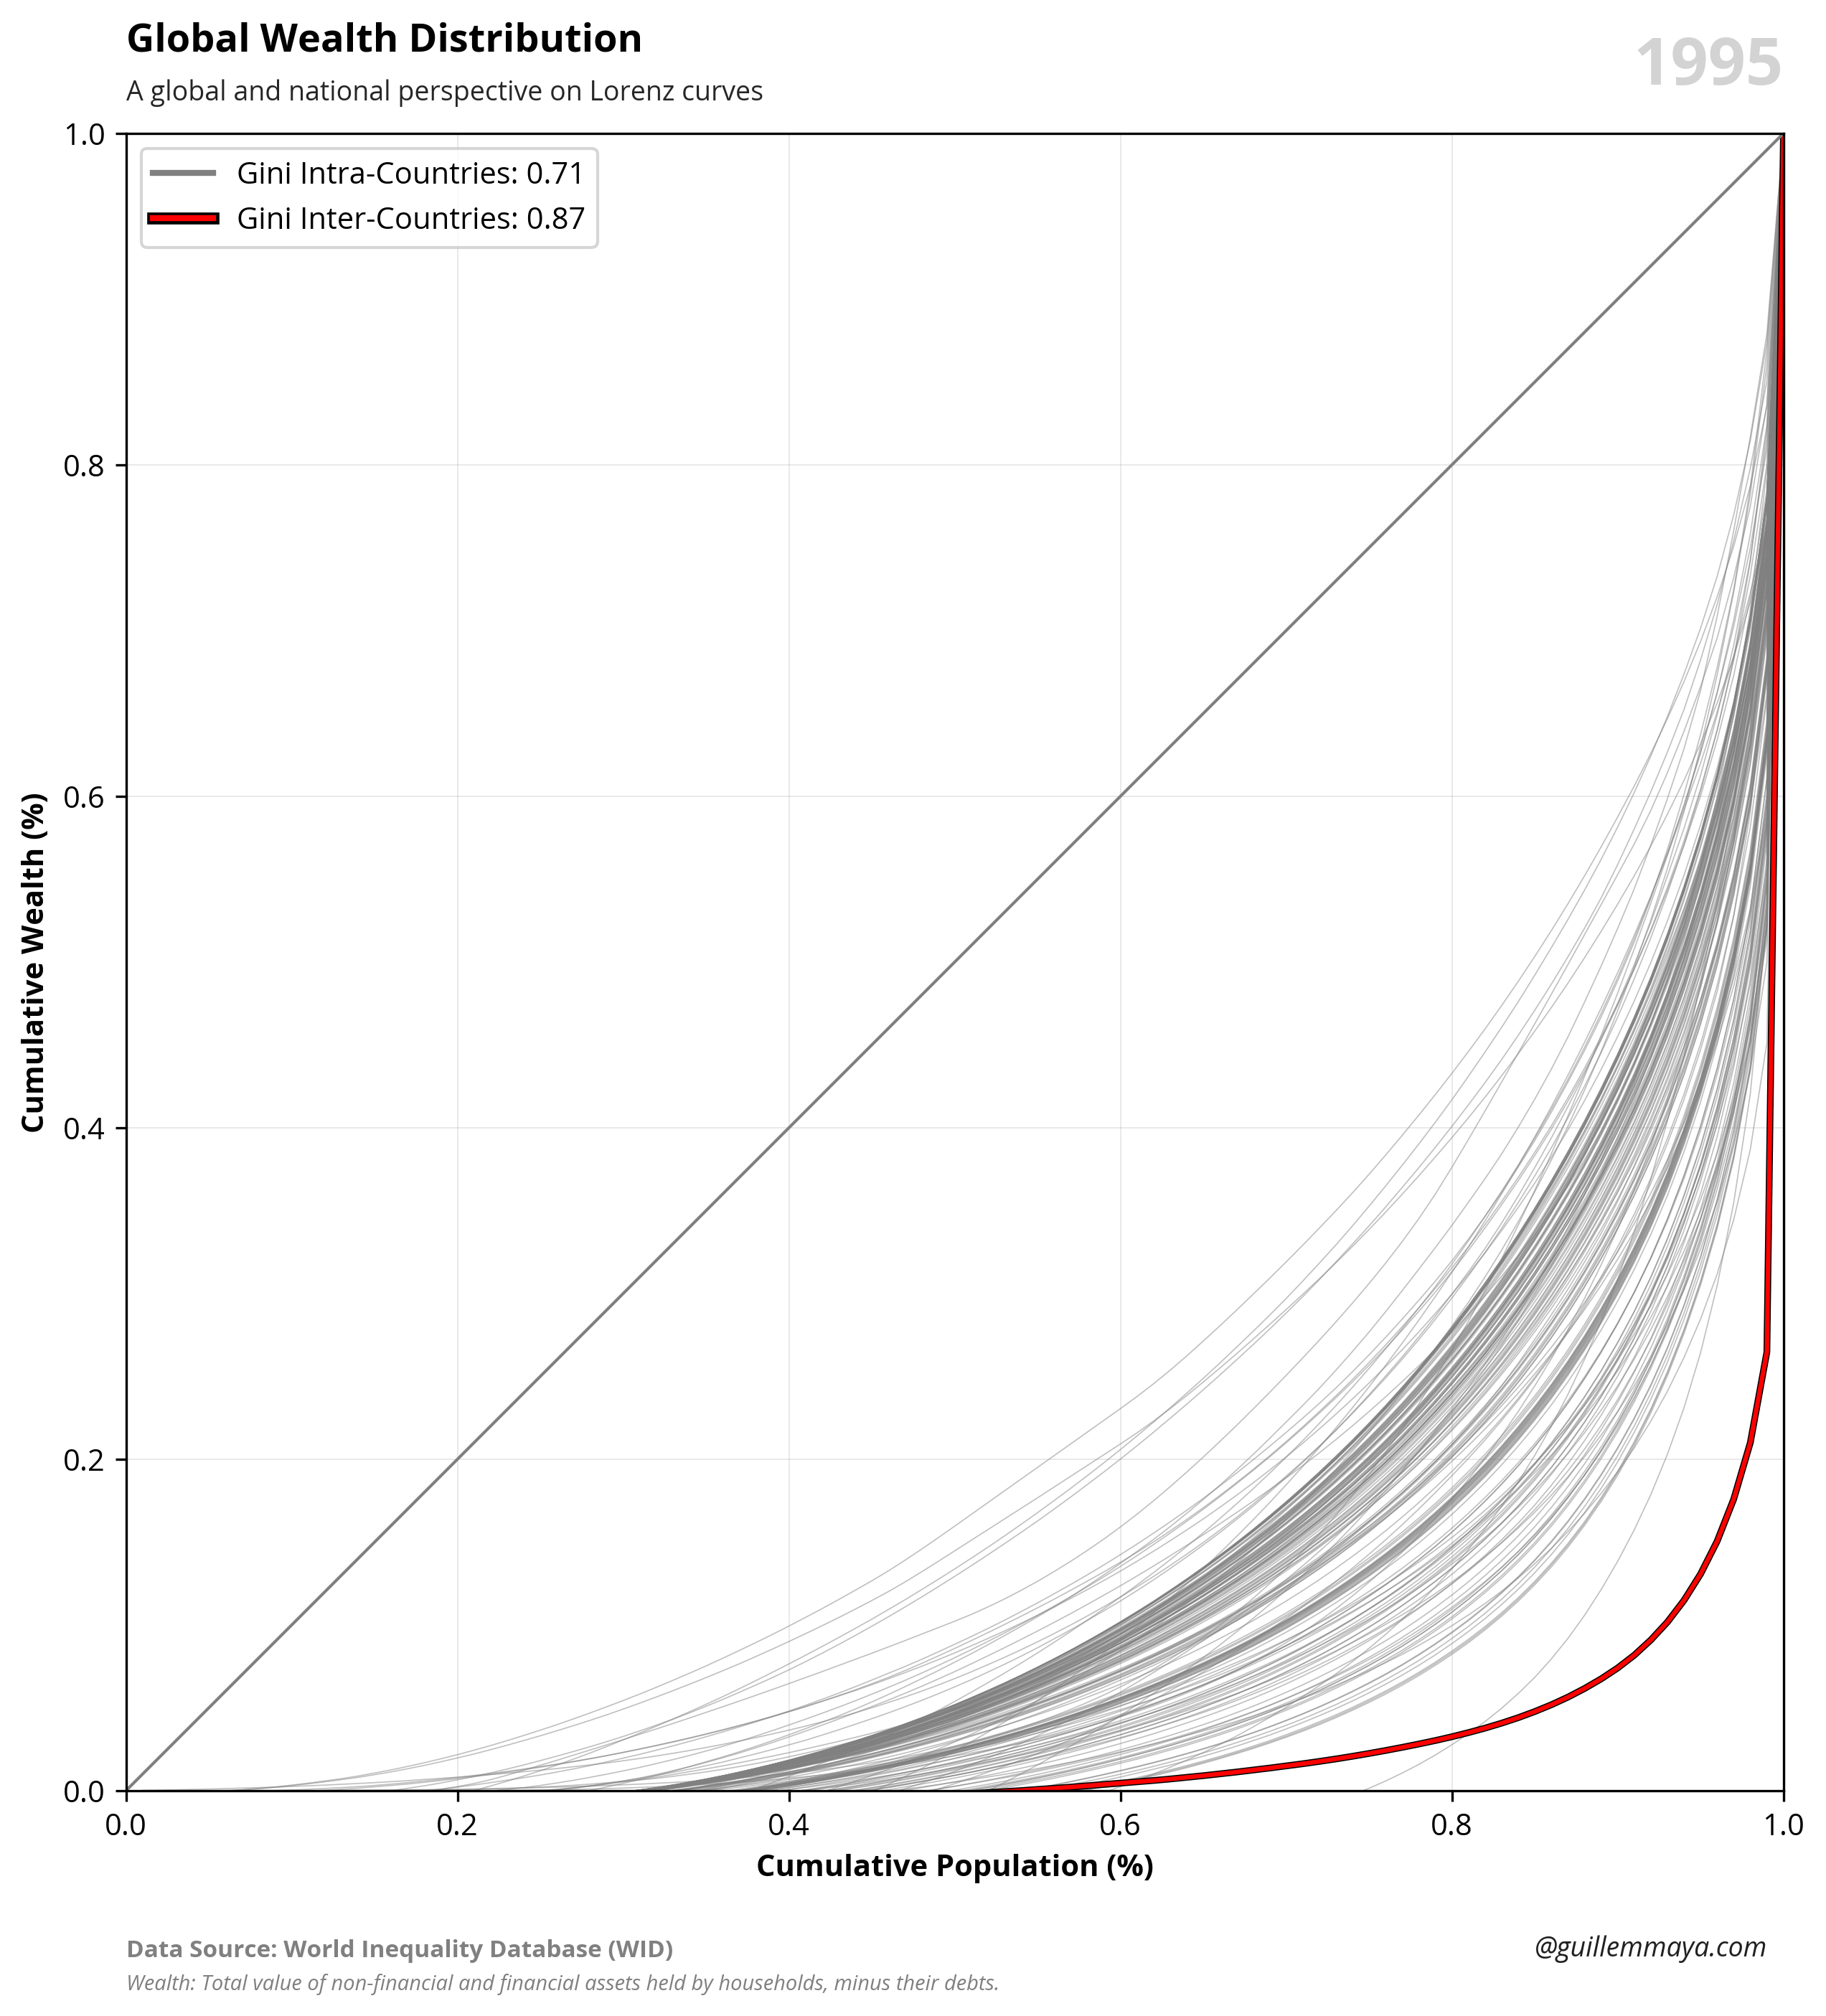 Global Wealth Distribution
1995
A global and national perspective on Lorenz curves
Gini Intra-Countries: 0.71
Gini Inter-Countries: 0.87
1.0
0.8
0.6
0.4
0.2
0.0
Cumulative Wealth (%)
0.0 0.2 0.4 0.6 0.8 1.0
Cumulative Population (%)
Data Source: World Inequality Database (WID)
@guillemmaya.com
Wealth: Total value of non-financial and financial assets held by households, minus their debts.